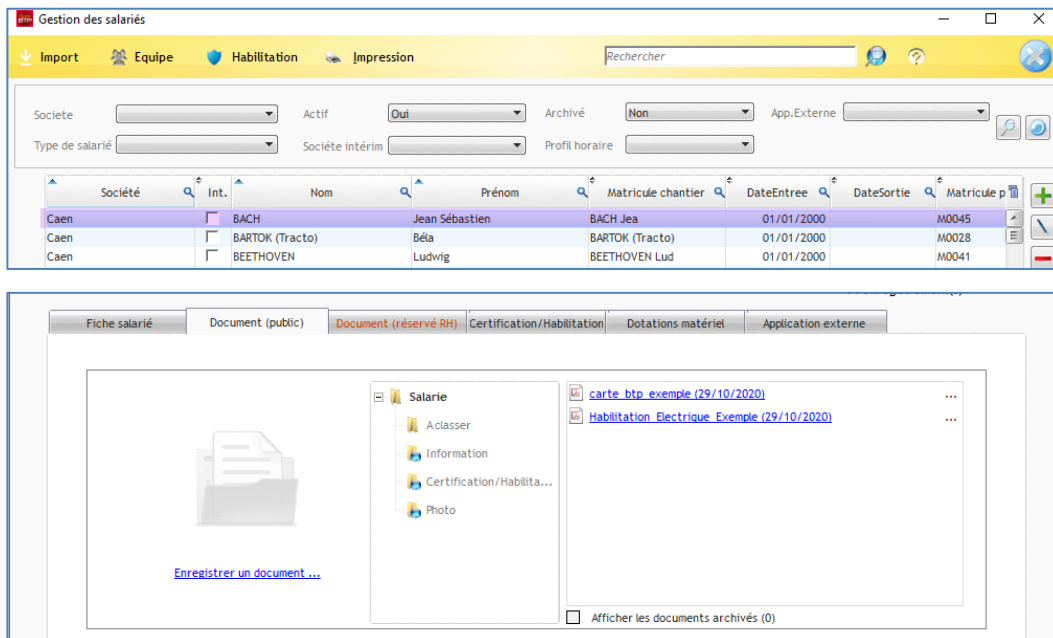 Gestion des salariés
Import Equipe Habilitation Impression Rechercher
Societe Actif Oui Archivé Non App.Externe
Type de salarié Sociéte intérim Profil horaire
Société Int. Nom Prénom Matricule chantier DateEntree DateSortie Matricule p
Caen BACH Jean Sébastien BACH Jea 01/01/2000 M0045
Caen BARTOK (Tracto) Béla BARTOK (Tracto) 01/01/2000 M0028
Caen BEETHOVEN Ludwig BEETHOVEN Lud 01/01/2000 M0041
Fiche salarié Document (public) Document (réservé RH) Certification/Habilitation Dotations matériel Application externe
Salarie carte_btp_exemple (29/10/2020) ...
Aclasser Habilitation_Electrique_Exemple (29/10/2020) ...
Information
Certification/Habilita...
Photo
Enregistrer un document ...
Afficher les documents archivés (0)